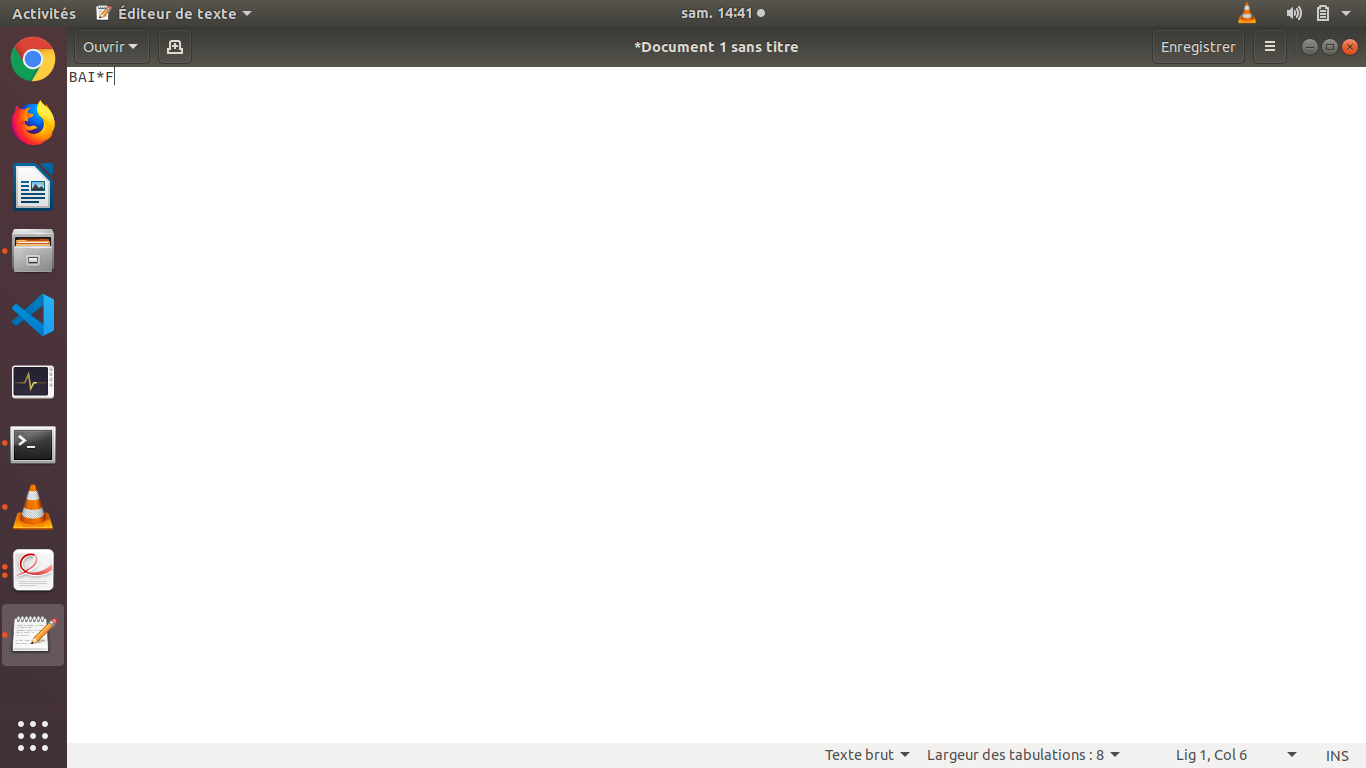 Activités Éditeur de texte sam. 14:41
Ouvrir *Document 1 sans titre Enregistrer
BAI*F
Texte brut Largeur des tabulations : 8 Lig 1, Col 6 INS